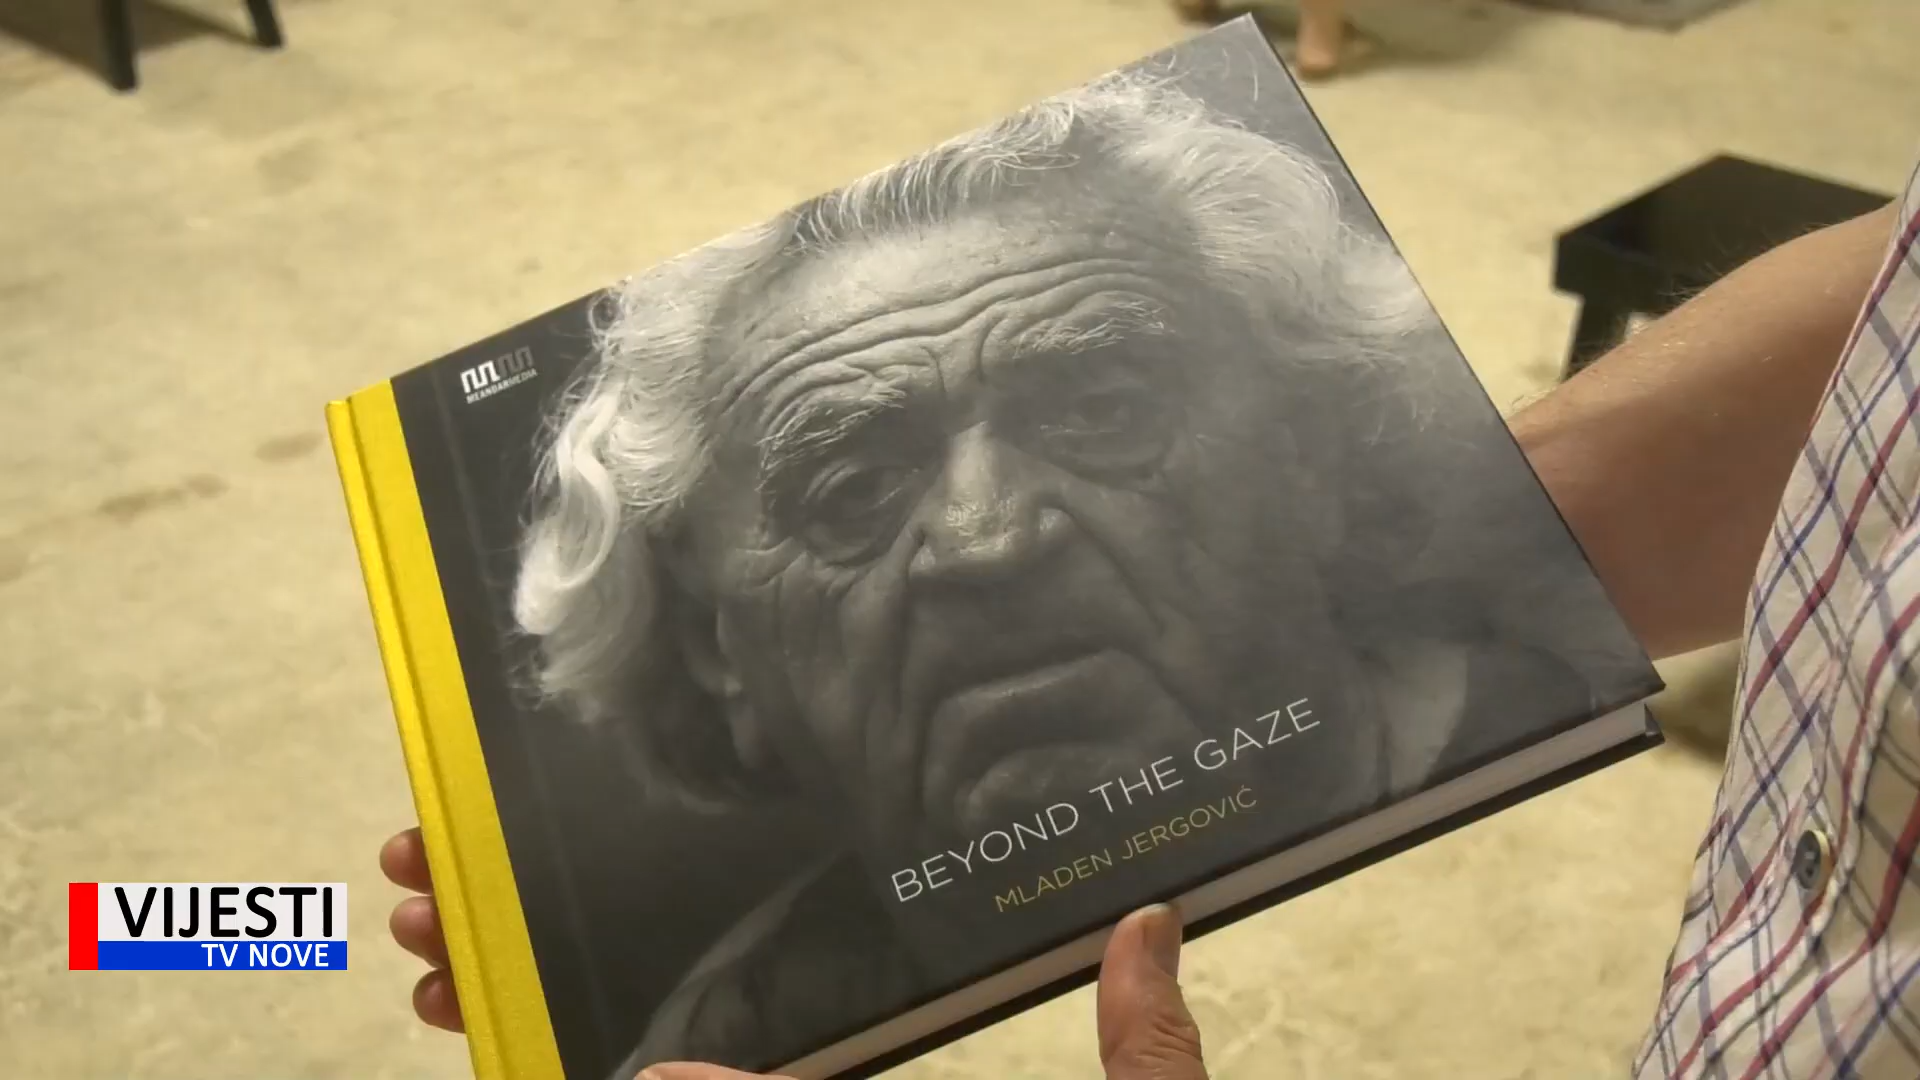 MEANDARMEDIA
BEYOND THE GAZE
MLADEN JERGOVIĆ
VIJESTI
TV NOVE